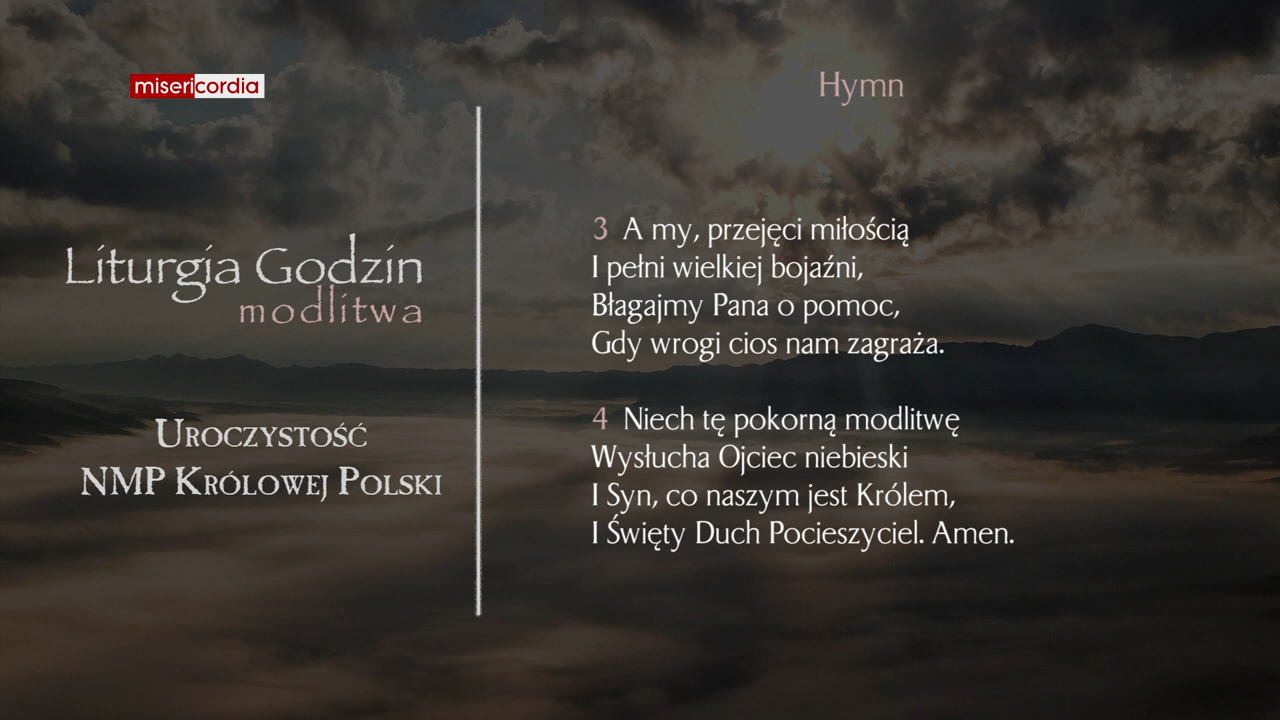 misericordia
Liturgia Godzin
modlitwa
Uroczystość
NMP Królowej Polski
Hymn
3 A my, przejęci miłością
I pełni wielkiej bojaźni,
Błagajmy Pana o pomoc,
Gdy wrogi cios nam zagraża.
4 Niech tę pokorną modlitwę
Wysłucha Ojciec niebieski
I Syn, co naszym jest Królem,
I Święty Duch Pocieszyciel. Amen.